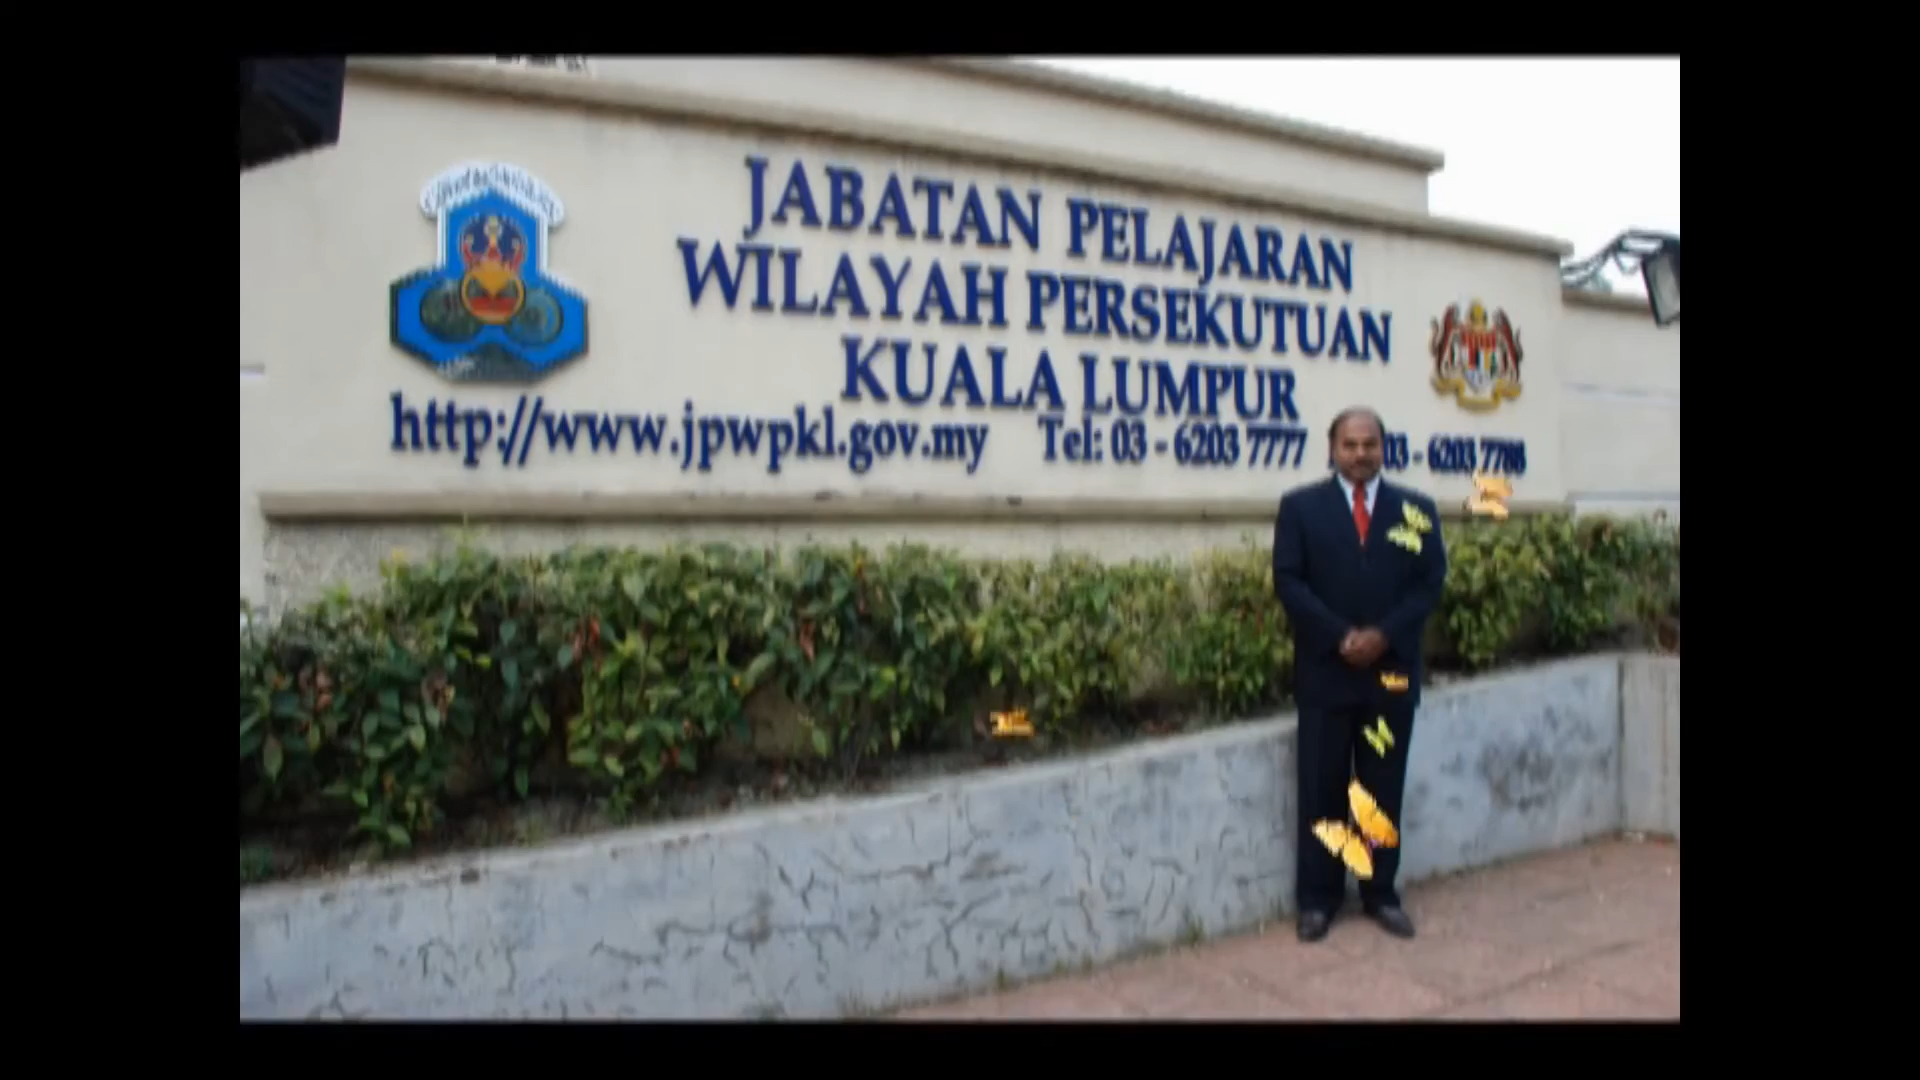 JABATAN PELAJARAN
WILAYAH PERSEKUTUAN
KUALA LUMPUR
http://www.jpwpkl.gov.my Tel: 03 - 6203 7777 03 - 6203 7788